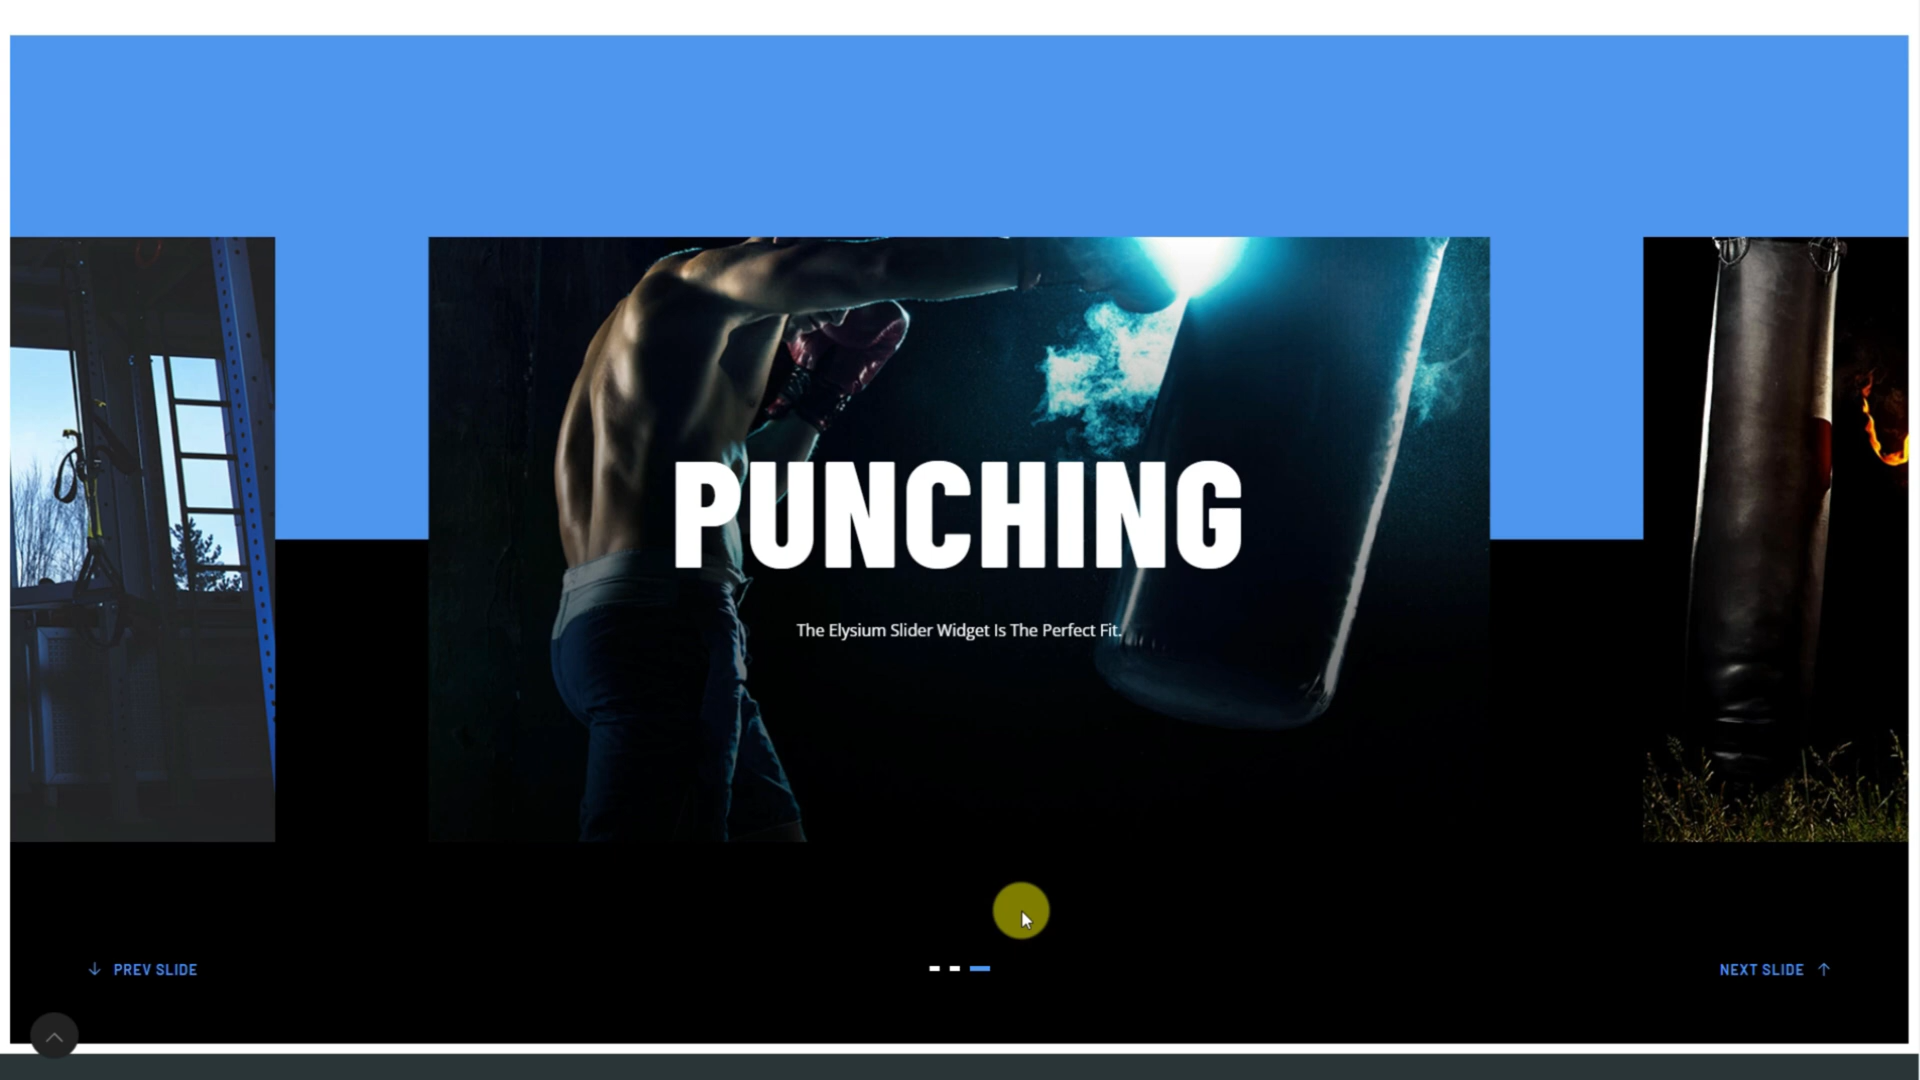 PUNCHING
The Elysium Slider Widget Is The Perfect Fit.
PREV SLIDE
NEXT SLIDE